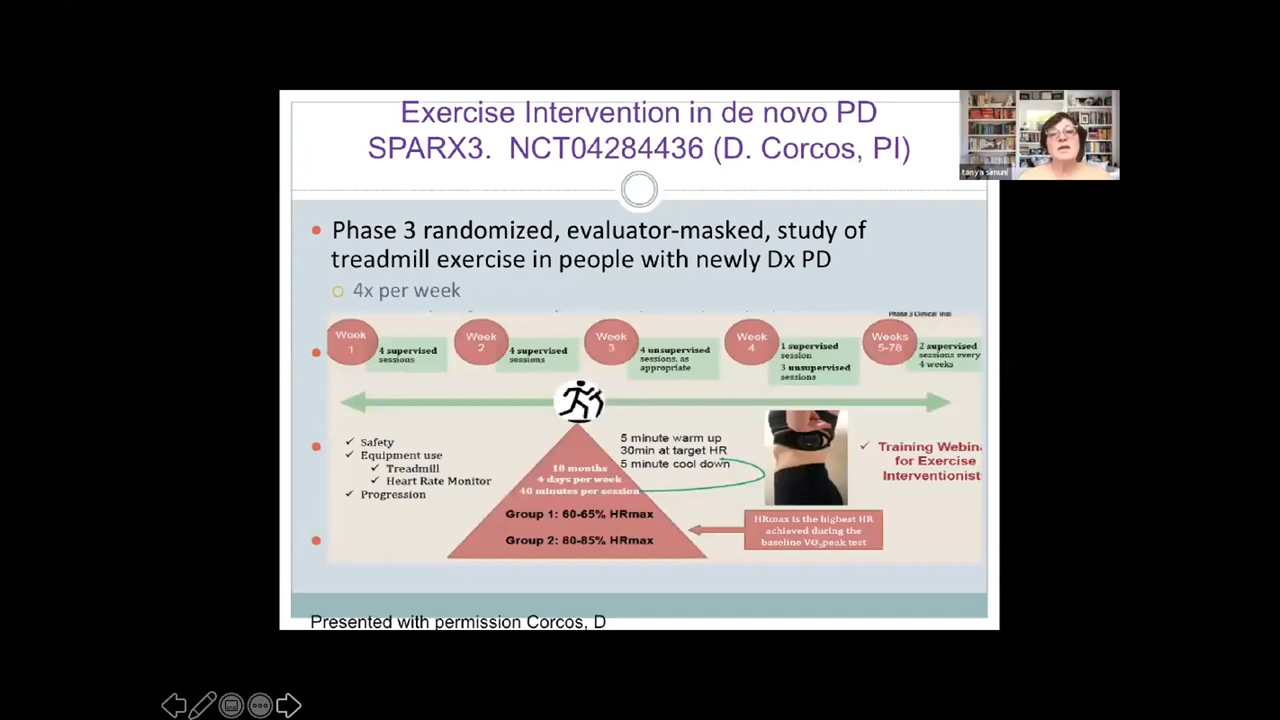 Exercise Intervention in de novo PD
SPARX3. NCT04284436 (D. Corcos, PI)
tanya simuni
Phase 3 randomized, evaluator-masked, study of
treadmill exercise in people with newly Dx PD
4x per week
Phase 3 Clinical Trial
Week
1
4 supervised
sessions
Week
2
4 supervised
sessions
Week
3
4 unsupervised
sessions, as
appropriate
Week
4
1 supervised
session
3 unsupervised
sessions
Weeks
5-78
2 supervised
sessions every
4 weeks
✓ Safety
✓ Equipment use
✓ Treadmill
✓ Heart Rate Monitor
✓ Progression
18 months
4 days per week
40 minutes per session
Group 1: 60-65% HRmax
Group 2: 80-85% HRmax
5 minute warm up
30min at target HR
5 minute cool down
✓ Training Webina
for Exercise
Interventionist
HRmax is the highest HR
achieved during the
baseline VO₂peak test
Presented with permission Corcos, D